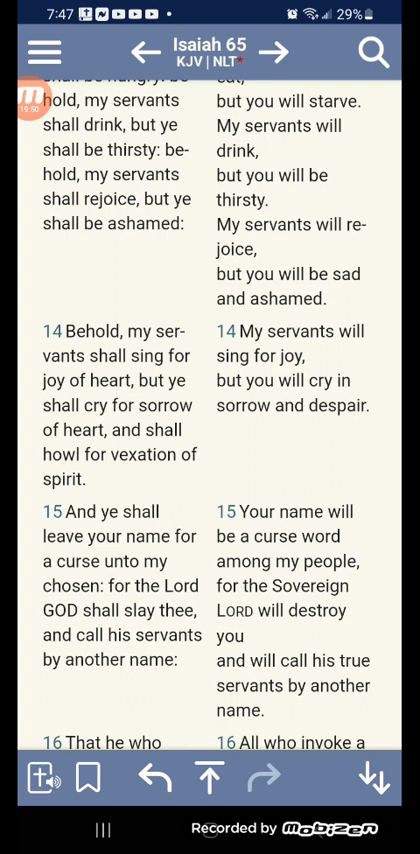 7:47
29%
Isaiah 65
KJV | NLT*
19:50
shall be hungry: be-
hold, my servants
shall drink, but ye
shall be thirsty: be-
hold, my servants
shall rejoice, but ye
shall be ashamed:
14 Behold, my ser-
vants shall sing for
joy of heart, but ye
shall cry for sorrow
of heart, and shall
howl for vexation of
spirit.
15 And ye shall
leave your name for
a curse unto my
chosen: for the Lord
GOD shall slay thee,
and call his servants
by another name:
16 That he who
eat,
but you will starve.
My servants will
drink,
but you will be
thirsty.
My servants will re-
joice,
but you will be sad
and ashamed.
14 My servants will
sing for joy,
but you will cry in
sorrow and despair.
15 Your name will
be a curse word
among my people,
for the Sovereign
LORD will destroy
you
and will call his true
servants by another
name.
16 All who invoke a
Recorded by mobizen